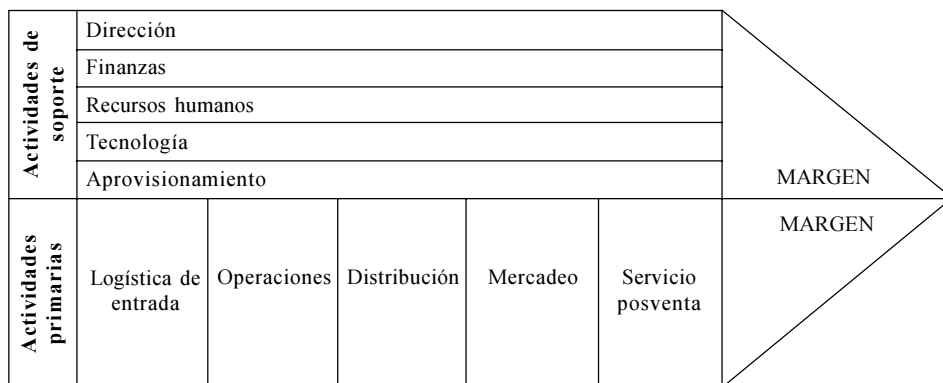 Actividades de
soporte
Dirección
Finanzas
Recursos humanos
Tecnología
Aprovisionamiento
MARGEN
MARGEN
Actividades
primarias
Logística de
entrada
Operaciones
Distribución
Mercadeo
Servicio
posventa